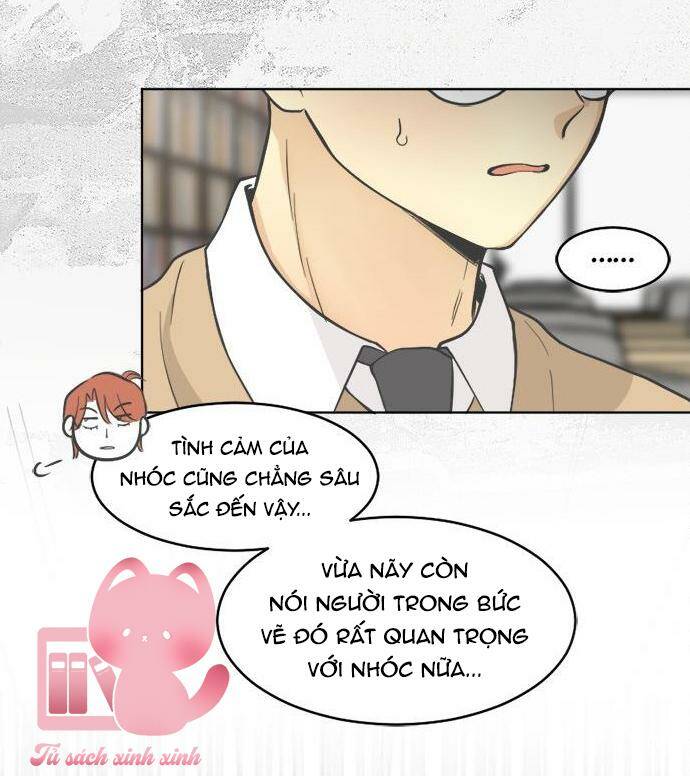 ......
TÌNH CẢM CỦA
NHÓC CŨNG CHẲNG SÂU
SẮC ĐẾN VẬY...
VỪA NÃY CÒN
NÓI NGƯỜI TRONG BỨC
VẼ ĐÓ RẤT QUAN TRỌNG
VỚI NHÓC NỮA...
Tủ sách xinh xinh